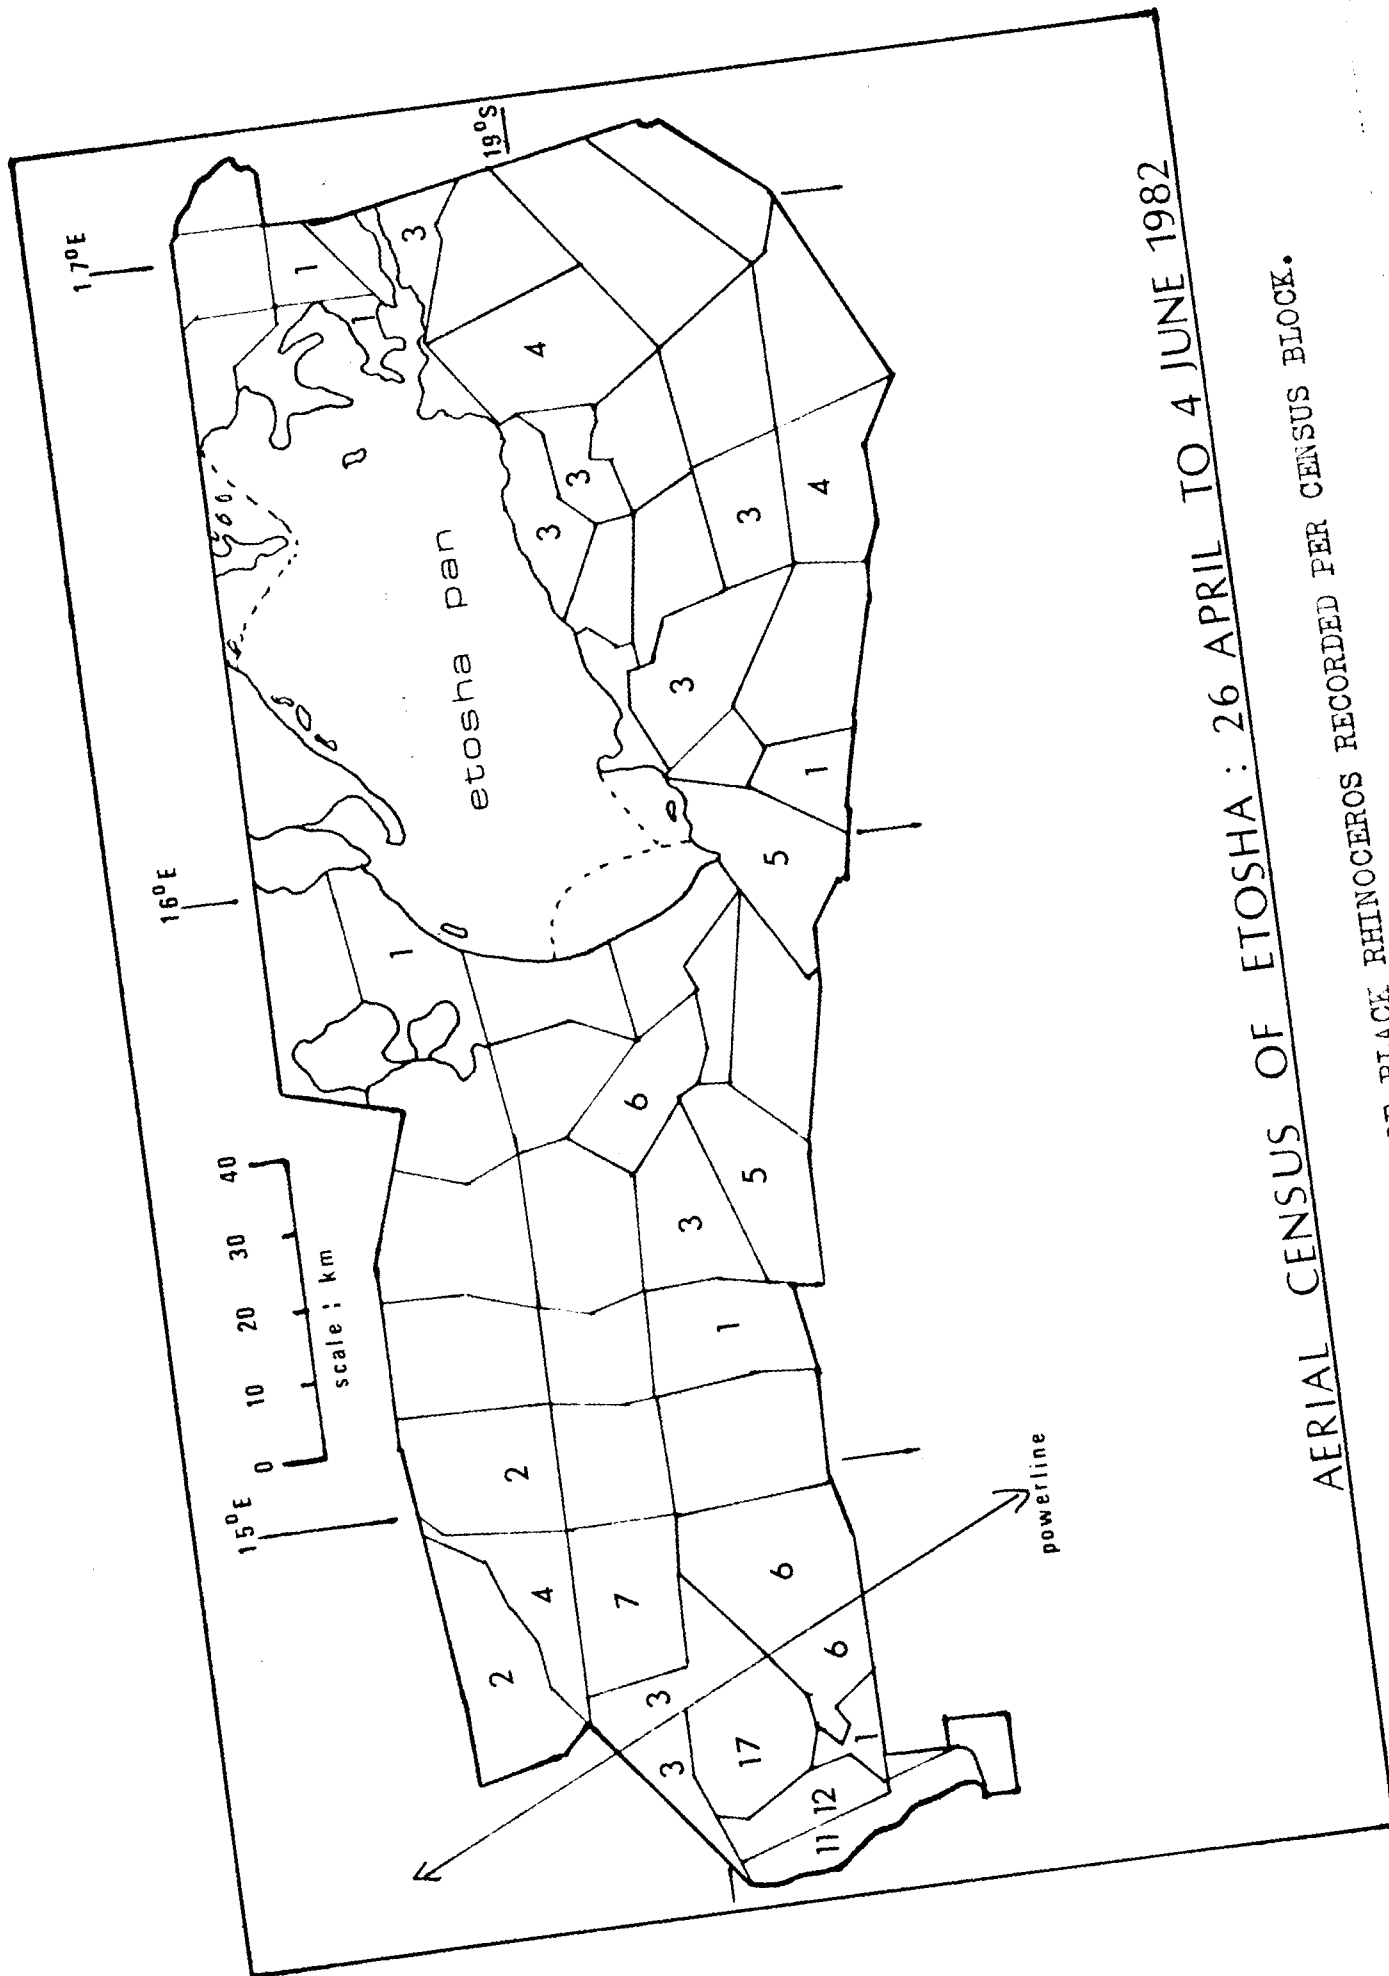 17°E
16°E
15°E
19°S
0 10 20 30 40
scale : km
etosha pan
powerline
1
1
3
4
3
3
3
4
3
1
5
1
6
5
3
1
2
4
2
7
6
6
3
3
17
1
12
11
AERIAL CENSUS OF ETOSHA : 26 APRIL TO 4 JUNE 1982
BLACK RHINOCEROS RECORDED PER CENSUS BLOCK.